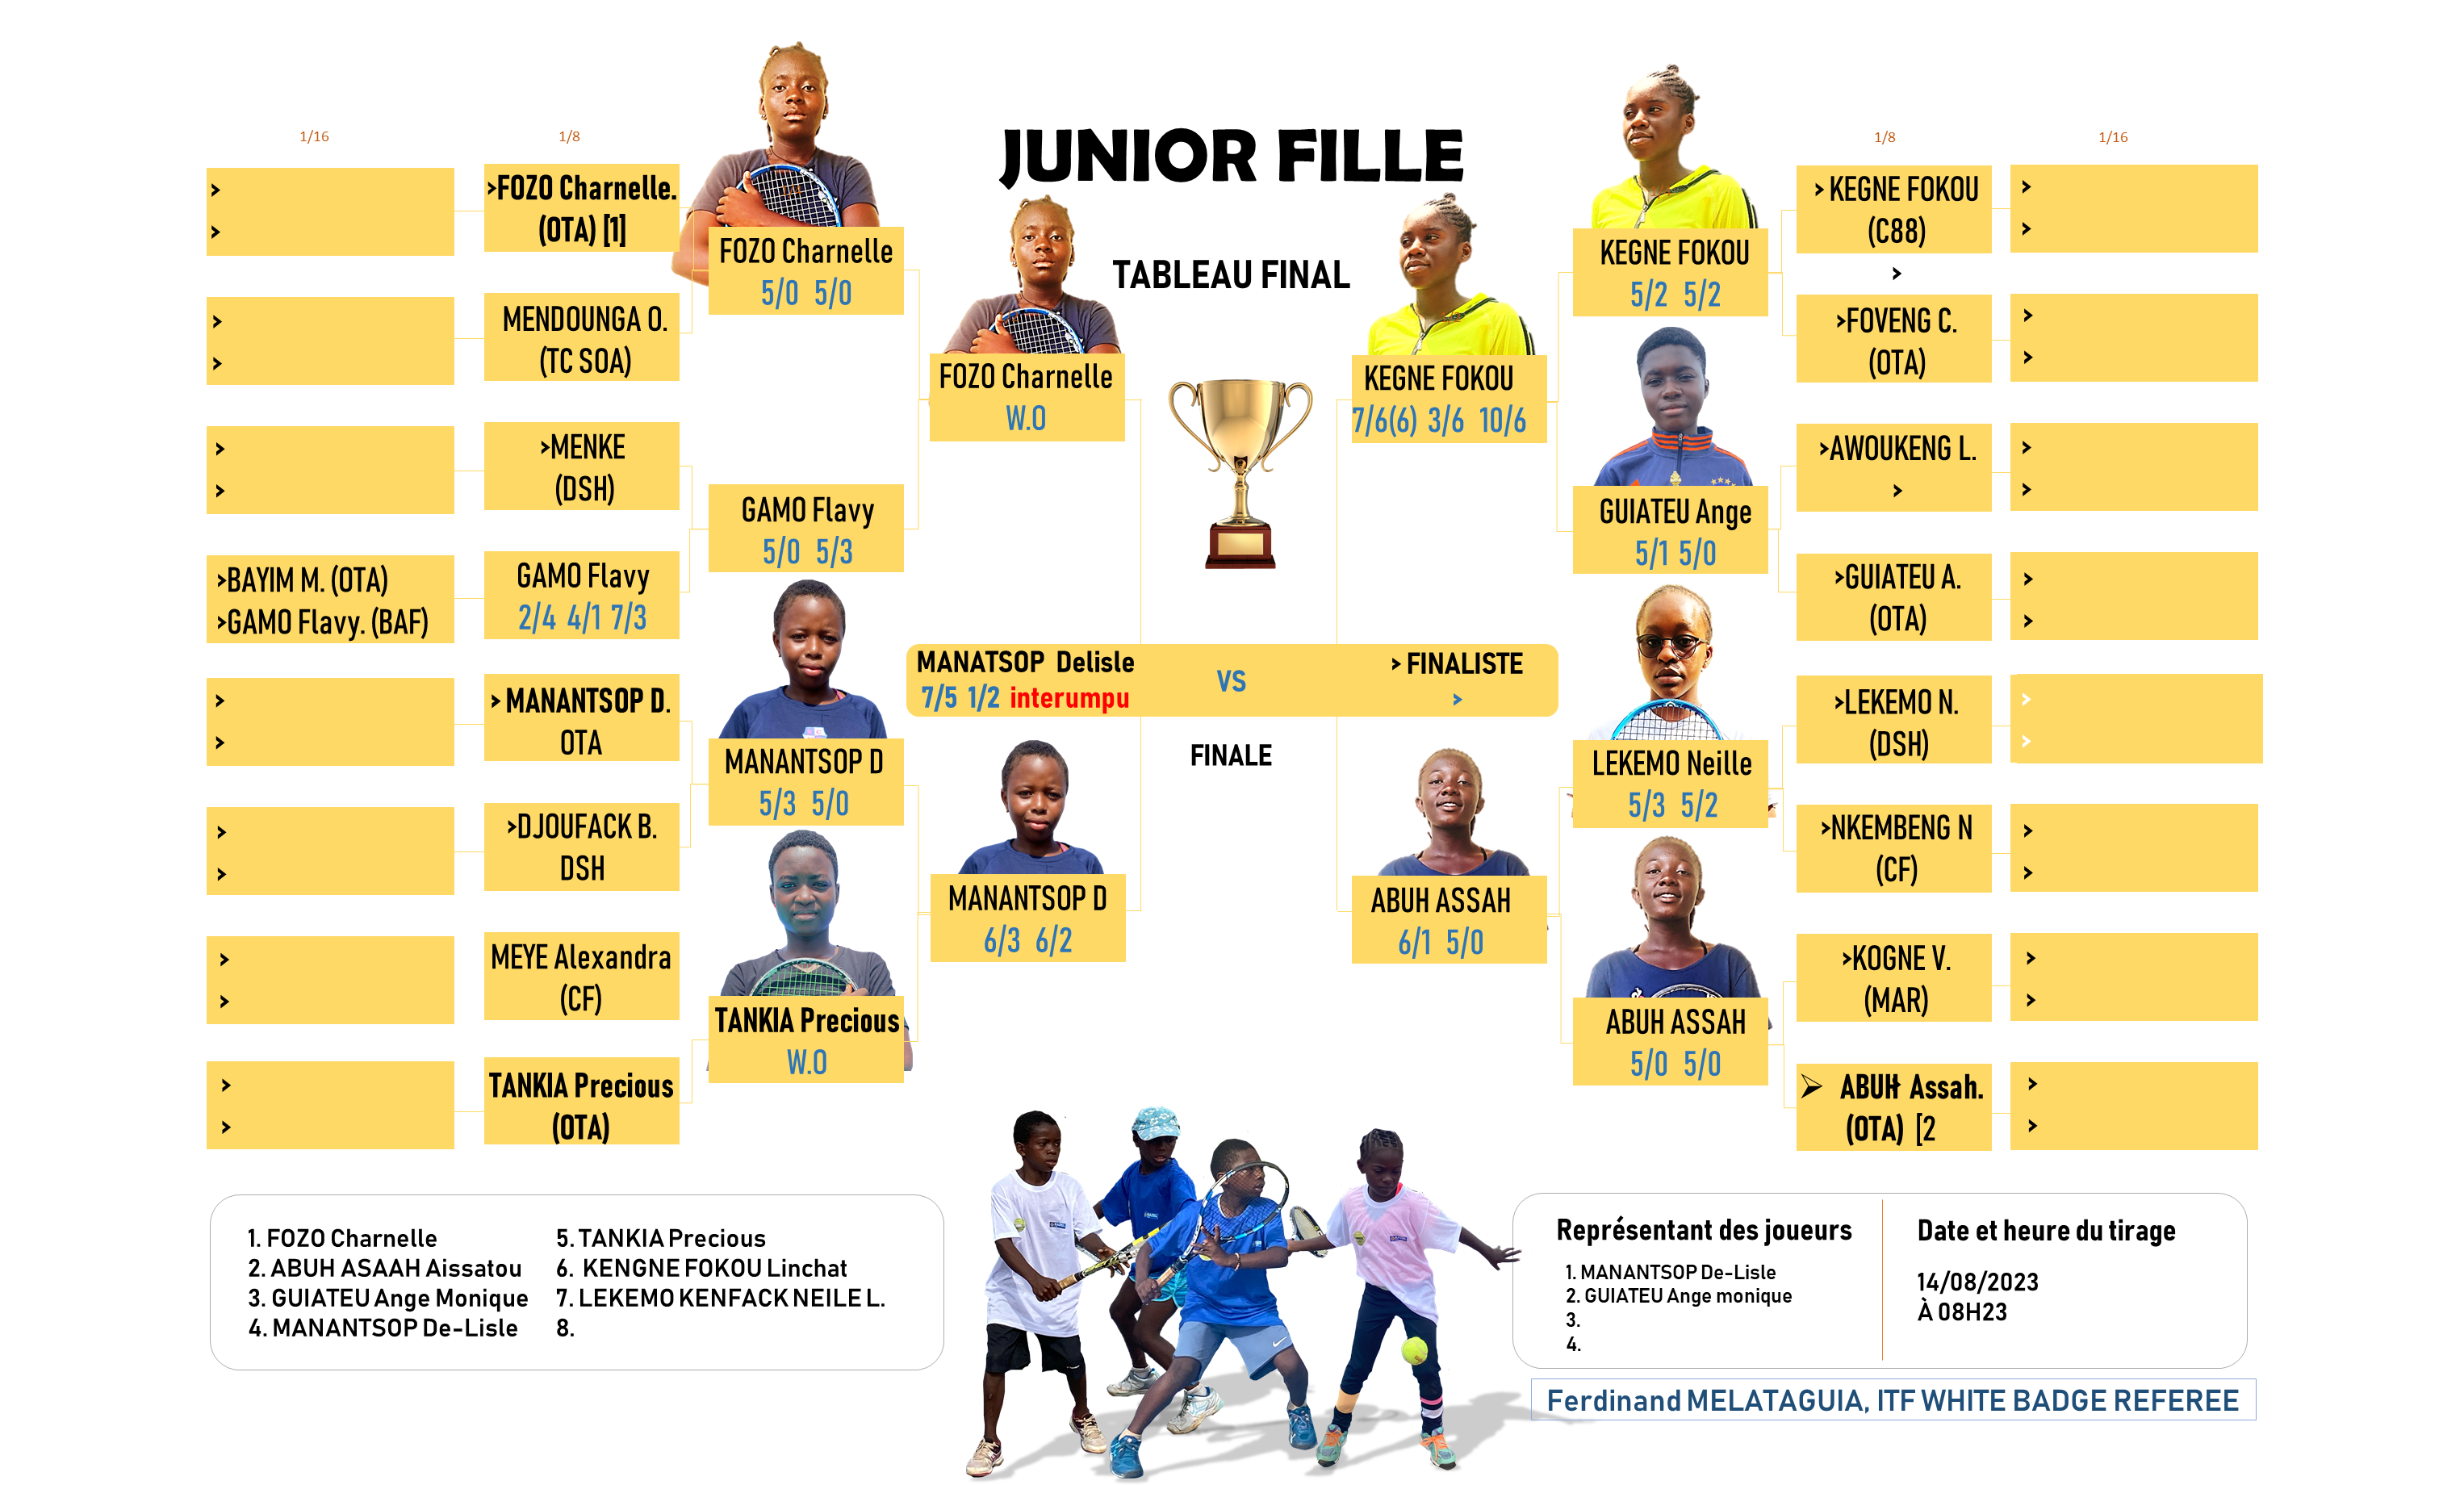 JUNIOR FILLE
TABLEAU FINAL
1/16
1/8
>
>
>FOZO Charnelle.
(OTA) [1]
>
>
MENDOUNGA O.
(TC SOA)
>
>
>MENKE
(DSH)
>BAYIM M. (OTA)
>GAMO Flavy. (BAF)
GAMO Flavy
2/4 4/1 7/3
>
>
> MANANTSOP D.
OTA
>
>
>DJOUFACK B.
DSH
>
>
MEYE Alexandra
(CF)
>
>
TANKIA Precious
(OTA)
FOZO Charnelle
5/0 5/0
GAMO Flavy
5/0 5/3
MANANTSOP D
5/3 5/0
TANKIA Precious
W.O
FOZO Charnelle
W.O
MANANTSOP D
6/3 6/2
MANATSOP Delisle
7/5 1/2 interumpu
VS
> FINALISTE
>
FINALE
KEGNE FOKOU
7/6(6) 3/6 10/6
ABUH ASSAH
6/1 5/0
KEGNE FOKOU
5/2 5/2
GUIATEU Ange
5/1 5/0
LEKEMO Neille
5/3 5/2
ABUH ASSAH
5/0 5/0
1/8
1/16
> KEGNE FOKOU
(C88)
>
>
>
>FOVENG C.
(OTA)
>
>
>AWOUKENG L.
>
>
>
>GUIATEU A.
(OTA)
>
>
>LEKEMO N.
(DSH)
>
>
>NKEMBENG N
(CF)
>
>
>KOGNE V.
(MAR)
>
>
➢ ABUH Assah.
(OTA) [2
>
>
1. FOZO Charnelle
2. ABUH ASAAH Aissatou
3. GUIATEU Ange Monique
4. MANANTSOP De-Lisle
5. TANKIA Precious
6. KENGNE FOKOU Linchat
7. LEKEMO KENFACK NEILE L.
8.
Représentant des joueurs
1. MANANTSOP De-Lisle
2. GUIATEU Ange monique
3.
4.
Date et heure du tirage
14/08/2023
À 08H23
Ferdinand MELATAGUIA, ITF WHITE BADGE REFEREE